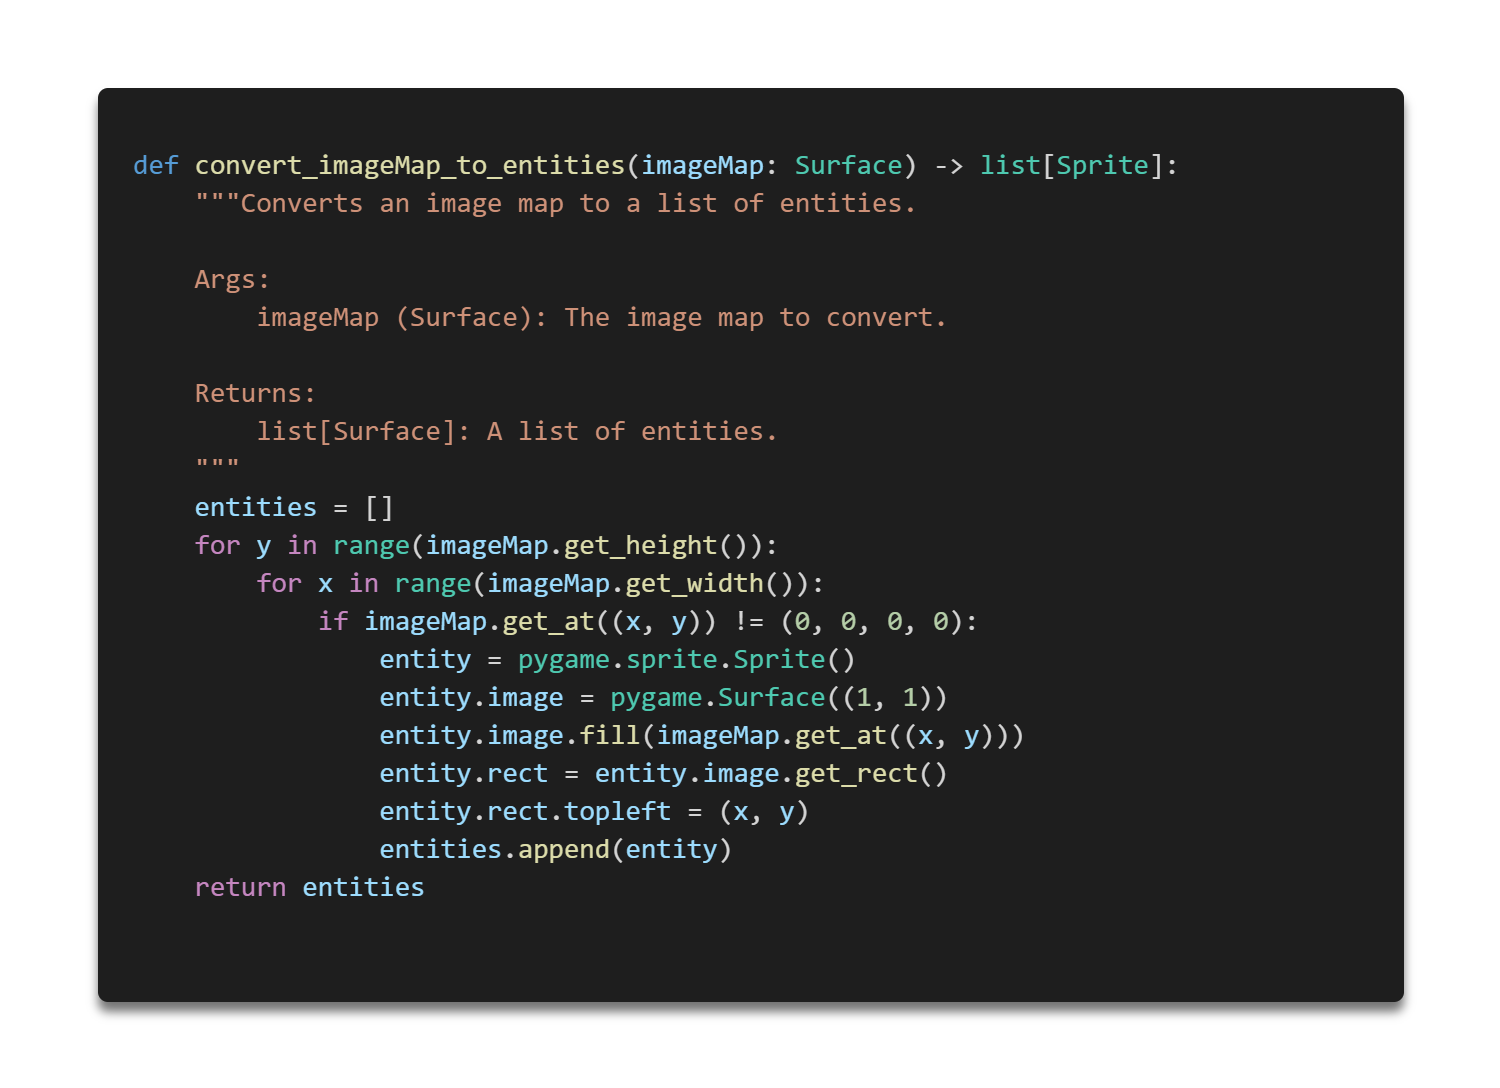 def convert_imageMap_to_entities(imageMap: Surface) -> list[Sprite]:
    """Converts an image map to a list of entities.

    Args:
        imageMap (Surface): The image map to convert.

    Returns:
        list[Surface]: A list of entities.
    """
    entities = []
    for y in range(imageMap.get_height()):
        for x in range(imageMap.get_width()):
            if imageMap.get_at((x, y)) != (0, 0, 0, 0):
                entity = pygame.sprite.Sprite()
                entity.image = pygame.Surface((1, 1))
                entity.image.fill(imageMap.get_at((x, y)))
                entity.rect = entity.image.get_rect()
                entity.rect.topleft = (x, y)
                entities.append(entity)
    return entities